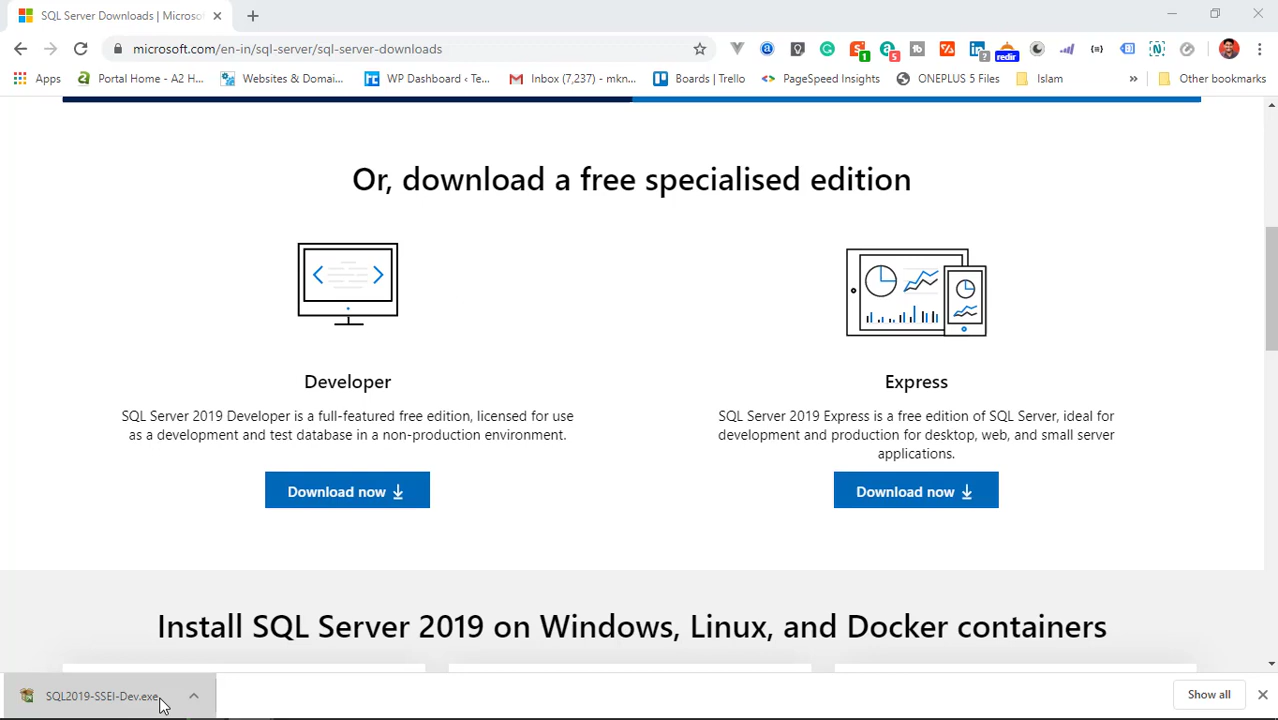 SQL Server Downloads | Microso
microsoft.com/en-in/sql-server/sql-server-downloads
1
5
?
redir
Apps
Portal Home - A2 H...
Websites & Domai...
WP Dashboard ‹ Te...
Inbox (7,237) - mkn...
Boards | Trello
PageSpeed Insights
ONEPLUS 5 Files
Islam
»
Other bookmarks
Or, download a free specialised edition
Developer
SQL Server 2019 Developer is a full-featured free edition, licensed for use
as a development and test database in a non-production environment.
Download now
Express
SQL Server 2019 Express is a free edition of SQL Server, ideal for
development and production for desktop, web, and small server
applications.
Download now
Install SQL Server 2019 on Windows, Linux, and Docker containers
SQL2019-SSEI-Dev.exe
Show all